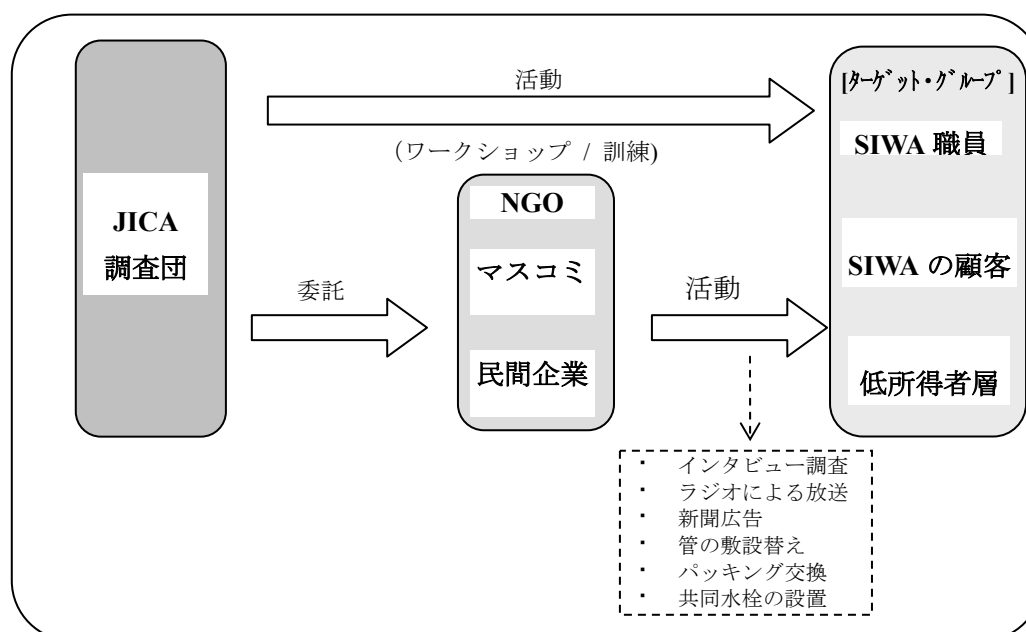 活動
(ワークショップ / 訓練)
JICA
調査団
委託
NGO
マスコミ
民間企業
活動
[ﾀｰｹﾞｯﾄ・ｸﾞﾙｰﾌﾟ]
SIWA 職員
SIWA の顧客
低所得者層
・ インタビュー調査
・ ラジオによる放送
・ 新聞広告
・ 管の敷設替え
・ パッキング交換
・ 共同水栓の設置